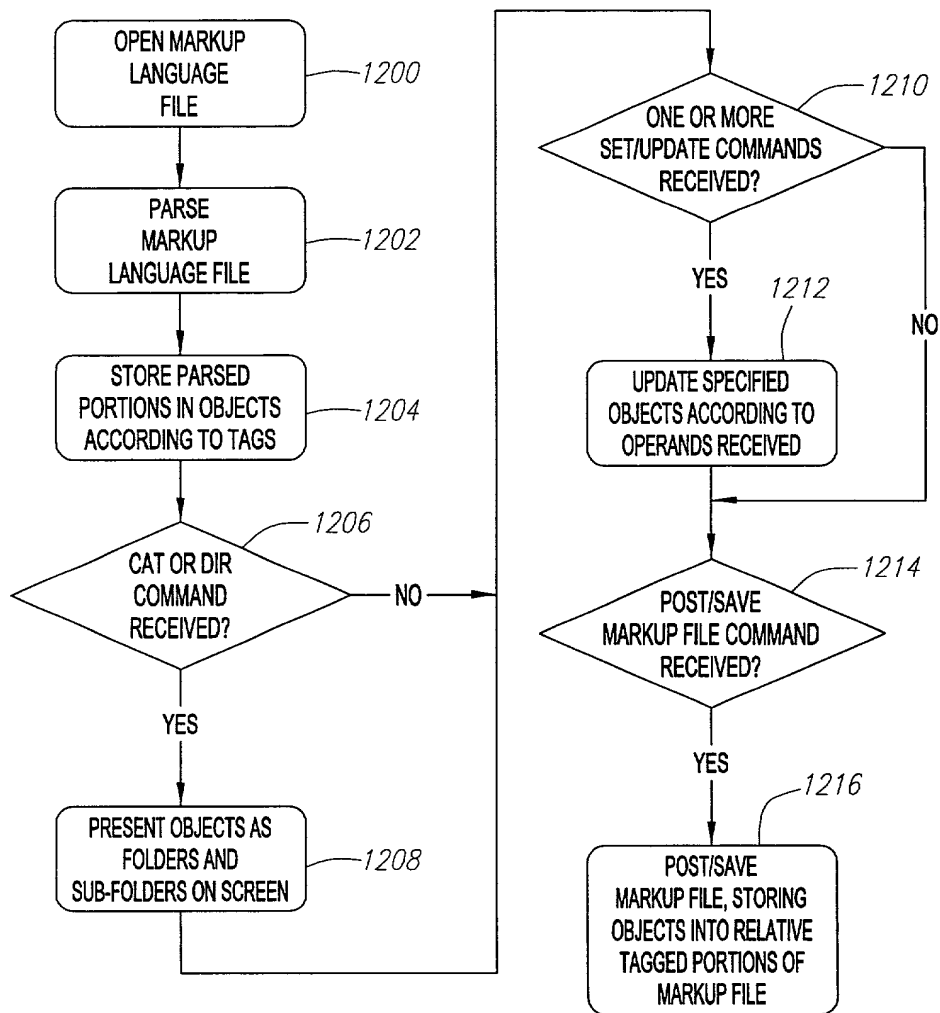 OPEN MARKUP
LANGUAGE
FILE
1200
PARSE
MARKUP
LANGUAGE FILE
1202
STORE PARSED
PORTIONS IN OBJECTS
ACCORDING TO TAGS
1204
1206
CAT OR DIR
COMMAND
RECEIVED?
NO
YES
PRESENT OBJECTS AS
FOLDERS AND
SUB-FOLDERS ON SCREEN
1208
1210
ONE OR MORE
SET/UPDATE COMMANDS
RECEIVED?
YES
NO
1212
UPDATE SPECIFIED
OBJECTS ACCORDING TO
OPERANDS RECEIVED
1214
POST/SAVE
MARKUP FILE COMMAND
RECEIVED?
YES
1216
POST/SAVE
MARKUP FILE, STORING
OBJECTS INTO RELATIVE
TAGGED PORTIONS OF
MARKUP FILE